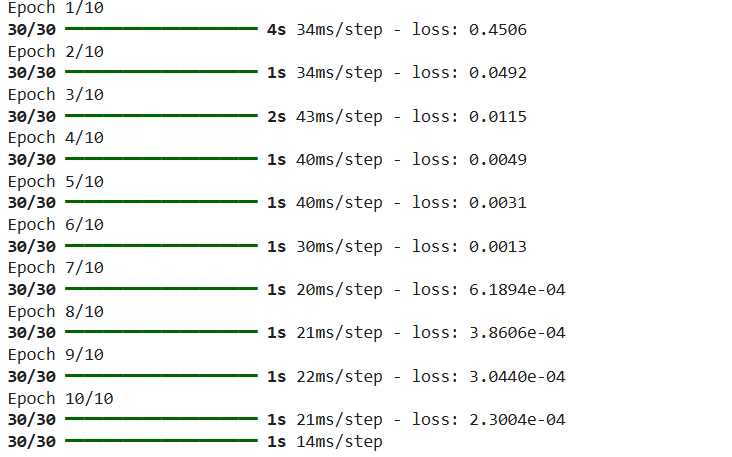 Epoch 1/10
30/30 ━━━━━━━━━━━━━━━━━━━━ 4s 34ms/step - loss: 0.4506
Epoch 2/10
30/30 ━━━━━━━━━━━━━━━━━━━━ 1s 34ms/step - loss: 0.0492
Epoch 3/10
30/30 ━━━━━━━━━━━━━━━━━━━━ 2s 43ms/step - loss: 0.0115
Epoch 4/10
30/30 ━━━━━━━━━━━━━━━━━━━━ 1s 40ms/step - loss: 0.0049
Epoch 5/10
30/30 ━━━━━━━━━━━━━━━━━━━━ 1s 40ms/step - loss: 0.0031
Epoch 6/10
30/30 ━━━━━━━━━━━━━━━━━━━━ 1s 30ms/step - loss: 0.0013
Epoch 7/10
30/30 ━━━━━━━━━━━━━━━━━━━━ 1s 20ms/step - loss: 6.1894e-04
Epoch 8/10
30/30 ━━━━━━━━━━━━━━━━━━━━ 1s 21ms/step - loss: 3.8606e-04
Epoch 9/10
30/30 ━━━━━━━━━━━━━━━━━━━━ 1s 22ms/step - loss: 3.0440e-04
Epoch 10/10
30/30 ━━━━━━━━━━━━━━━━━━━━ 1s 21ms/step - loss: 2.3004e-04
30/30 ━━━━━━━━━━━━━━━━━━━━ 1s 14ms/step